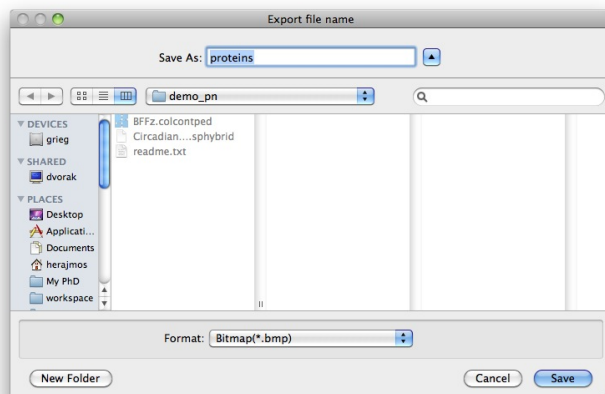 Export file name
Save As: proteins
demo_pn
DEVICES
grieg
SHARED
dvorak
PLACES
Desktop
Applicati...
Documents
herajmos
My PhD
workspace
BFFz.colcontped
Circadian....sphybrid
readme.txt
Format: Bitmap(*.bmp)
New Folder
Cancel
Save